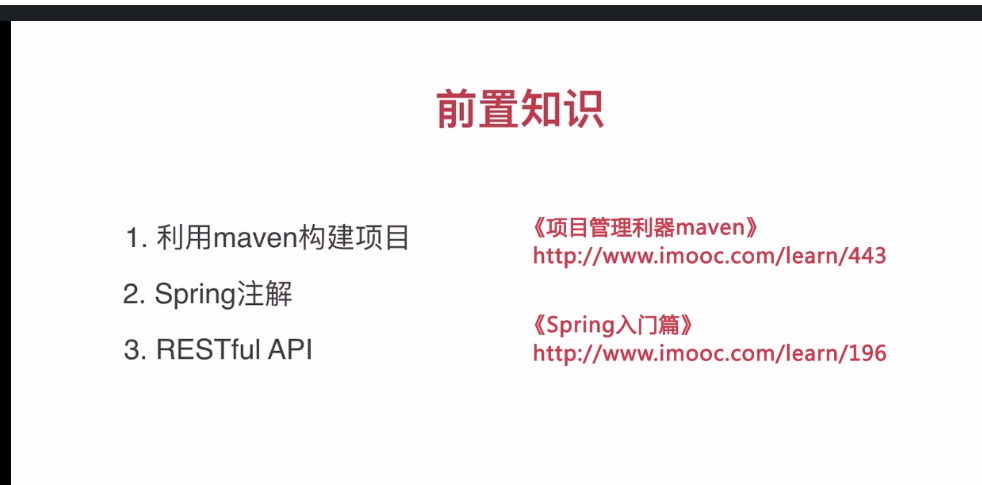 前置知识
1. 利用maven构建项目
2. Spring注解
3. RESTful API
《项目管理利器maven》
http://www.imooc.com/learn/443
《Spring入门篇》
http://www.imooc.com/learn/196